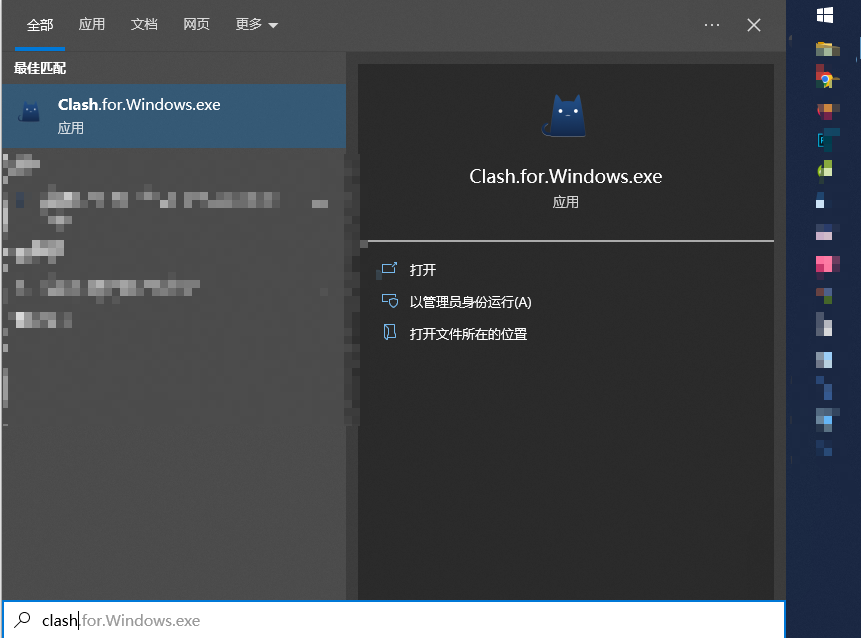 全部 应用 文档 网页 更多
最佳匹配
Clash.for.Windows.exe
应用
Clash.for.Windows.exe
应用
打开
以管理员身份运行(A)
打开文件所在的位置
clash.for.Windows.exe